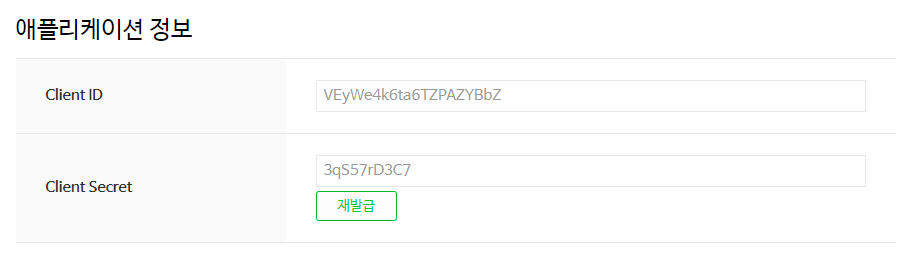 애플리케이션 정보
Client ID
VEyWe4k6ta6TZPAZYBbZ
Client Secret
3qS57rD3C7
재발급